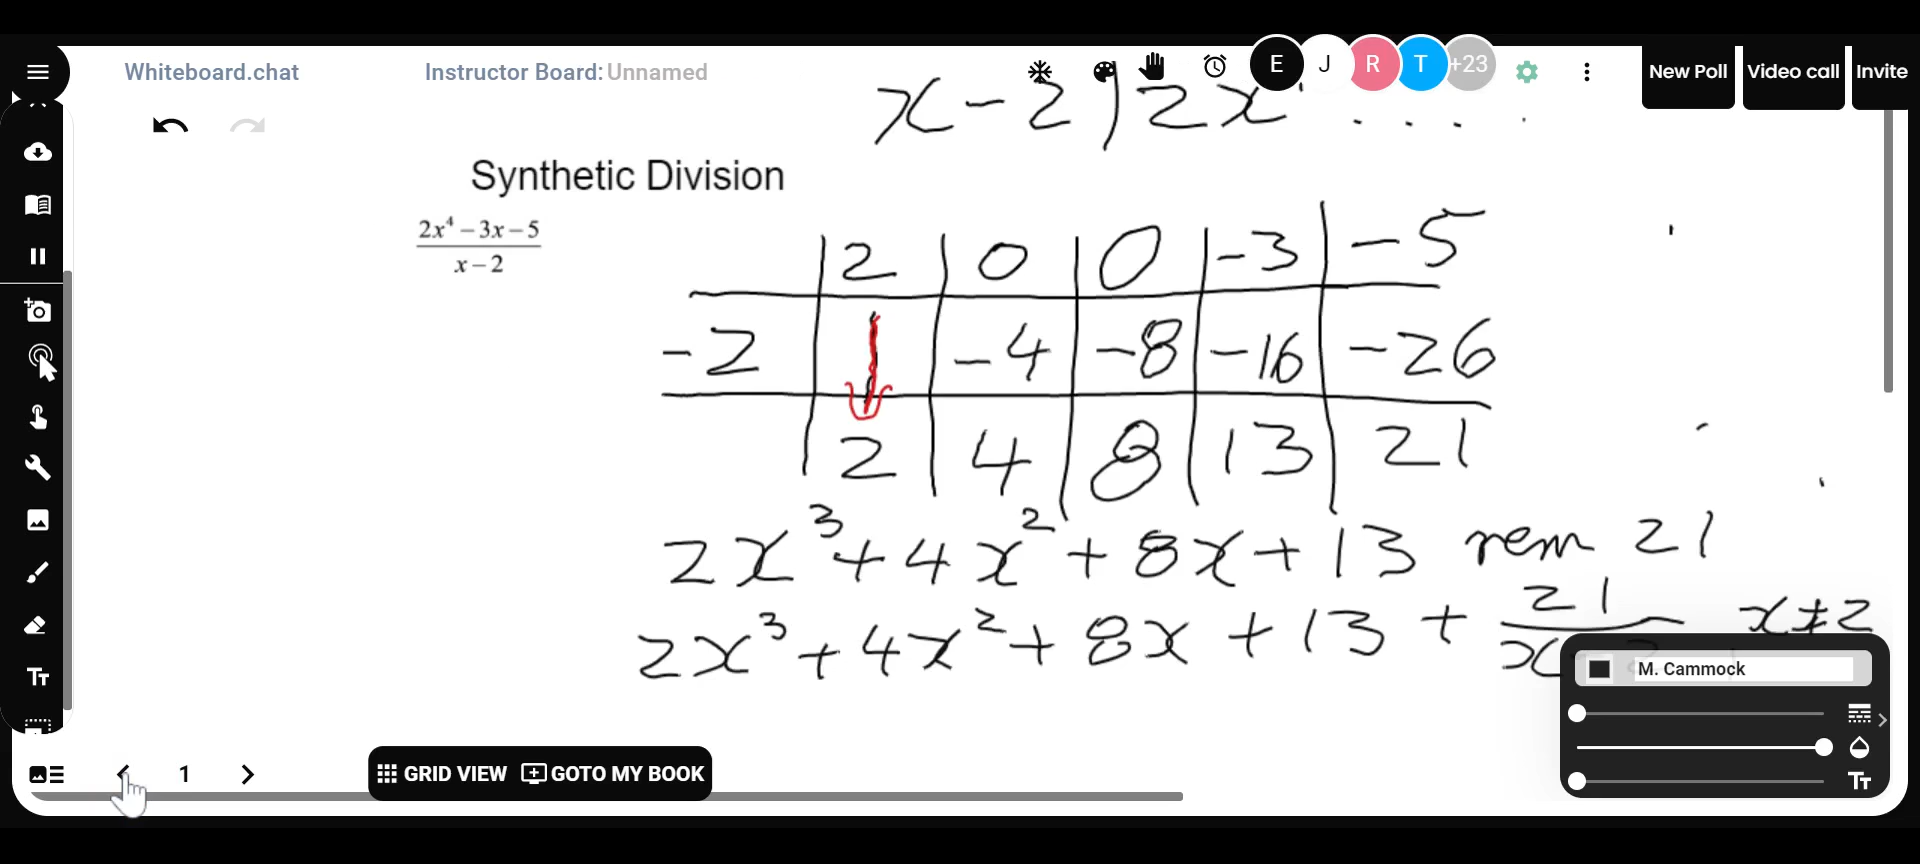 Whiteboard.chat Instructor Board: Unnamed E J R T +23 New Poll Video call Invite
x - 2 ) 2x . . . .
Synthetic Division
2x⁴ – 3x – 5
x – 2
2 0 0 -3 -5
-2 -4 -8 -16 -26
2 4 8 13 21
2x³ + 4x² + 8x + 13 rem 21
2x³ + 4x² + 8x + 13 + 21 x ≠ 2
x
M. Cammock
Tт
1 GRID VIEW GOTO MY BOOK Tт